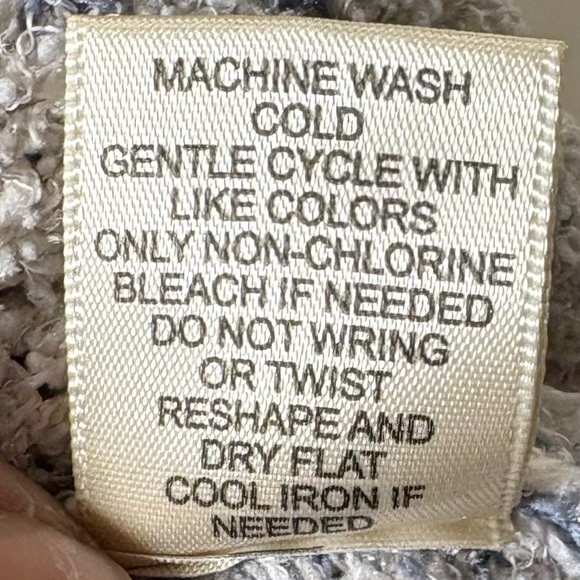 MACHINE WASH
COLD
GENTLE CYCLE WITH
LIKE COLORS
ONLY NON-CHLORINE
BLEACH IF NEEDED
DO NOT WRING
OR TWIST
RESHAPE AND
DRY FLAT
COOL IRON IF
NEEDED